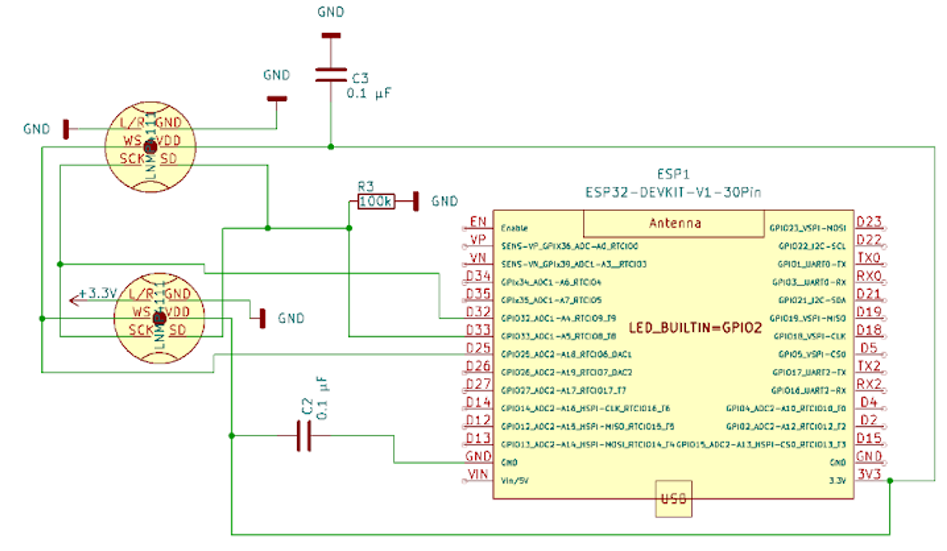 GND
C3
0.1 µF
GND
GND
L/R GND
WS VDD
SCK SD
R3
100k
GND
ESP1
ESP32-DEVKIT-V1-30Pin
Antenna
EN
Enable
GPIO23_VSPI-MOSI
D23
VP
SENS-VP_GPIX36_ADC-A0_RTCIO0
GPIO22_I2C-SCL
D22
VN
SENS-VN_GPIx39_ADC1-A3_RTCIO3
GPIO1_UART0-TX
TX0
D34
GPIx34_ADC1-A6_RTCIO4
GPIO3_UART0-RX
RX0
D35
GPIx35_ADC1-A7_RTCIO5
GPIO21_I2C-SDA
D21
D32
GPIO32_ADC1-A4_RTCIO9_T9
GPIO19_VSPI-MISO
D19
D33
GPIO33_ADC1-A5_RTCIO8_T8
LED_BUILTIN=GPIO2
GPIO18_VSPI-CLK
D18
D25
GPIO25_ADC2-A18_RTCIO6_DAC1
GPIO5_VSPI-CS0
D5
D26
GPIO26_ADC2-A19_RTCIO7_DAC2
GPIO17_UART2-TX
TX2
D27
GPIO27_ADC2-A17_RTCIO17_T7
GPIO16_UART2-RX
RX2
D14
GPIO14_ADC2-A16_HSPI-CLK_RTCIO16_T6
GPIO4_ADC2-A10_RTCIO10_T0
D4
D12
GPIO12_ADC2-A15_HSPI-MISO_RTCIO15_T5
GPIO2_ADC2-A12_RTCIO12_T2
D2
D13
GPIO13_ADC2-A14_HSPI-MOSI_RTCIO14_T4
GPIO15_ADC2-A13_HSPI-CS0_RTCIO13_T3
D15
GND
GND
GND
GND
VIN
Vin/5V
3.3V
3V3
USB
+3.3V
L/R GND
WS VDD
SCK SD
GND
C2
0.1 µF